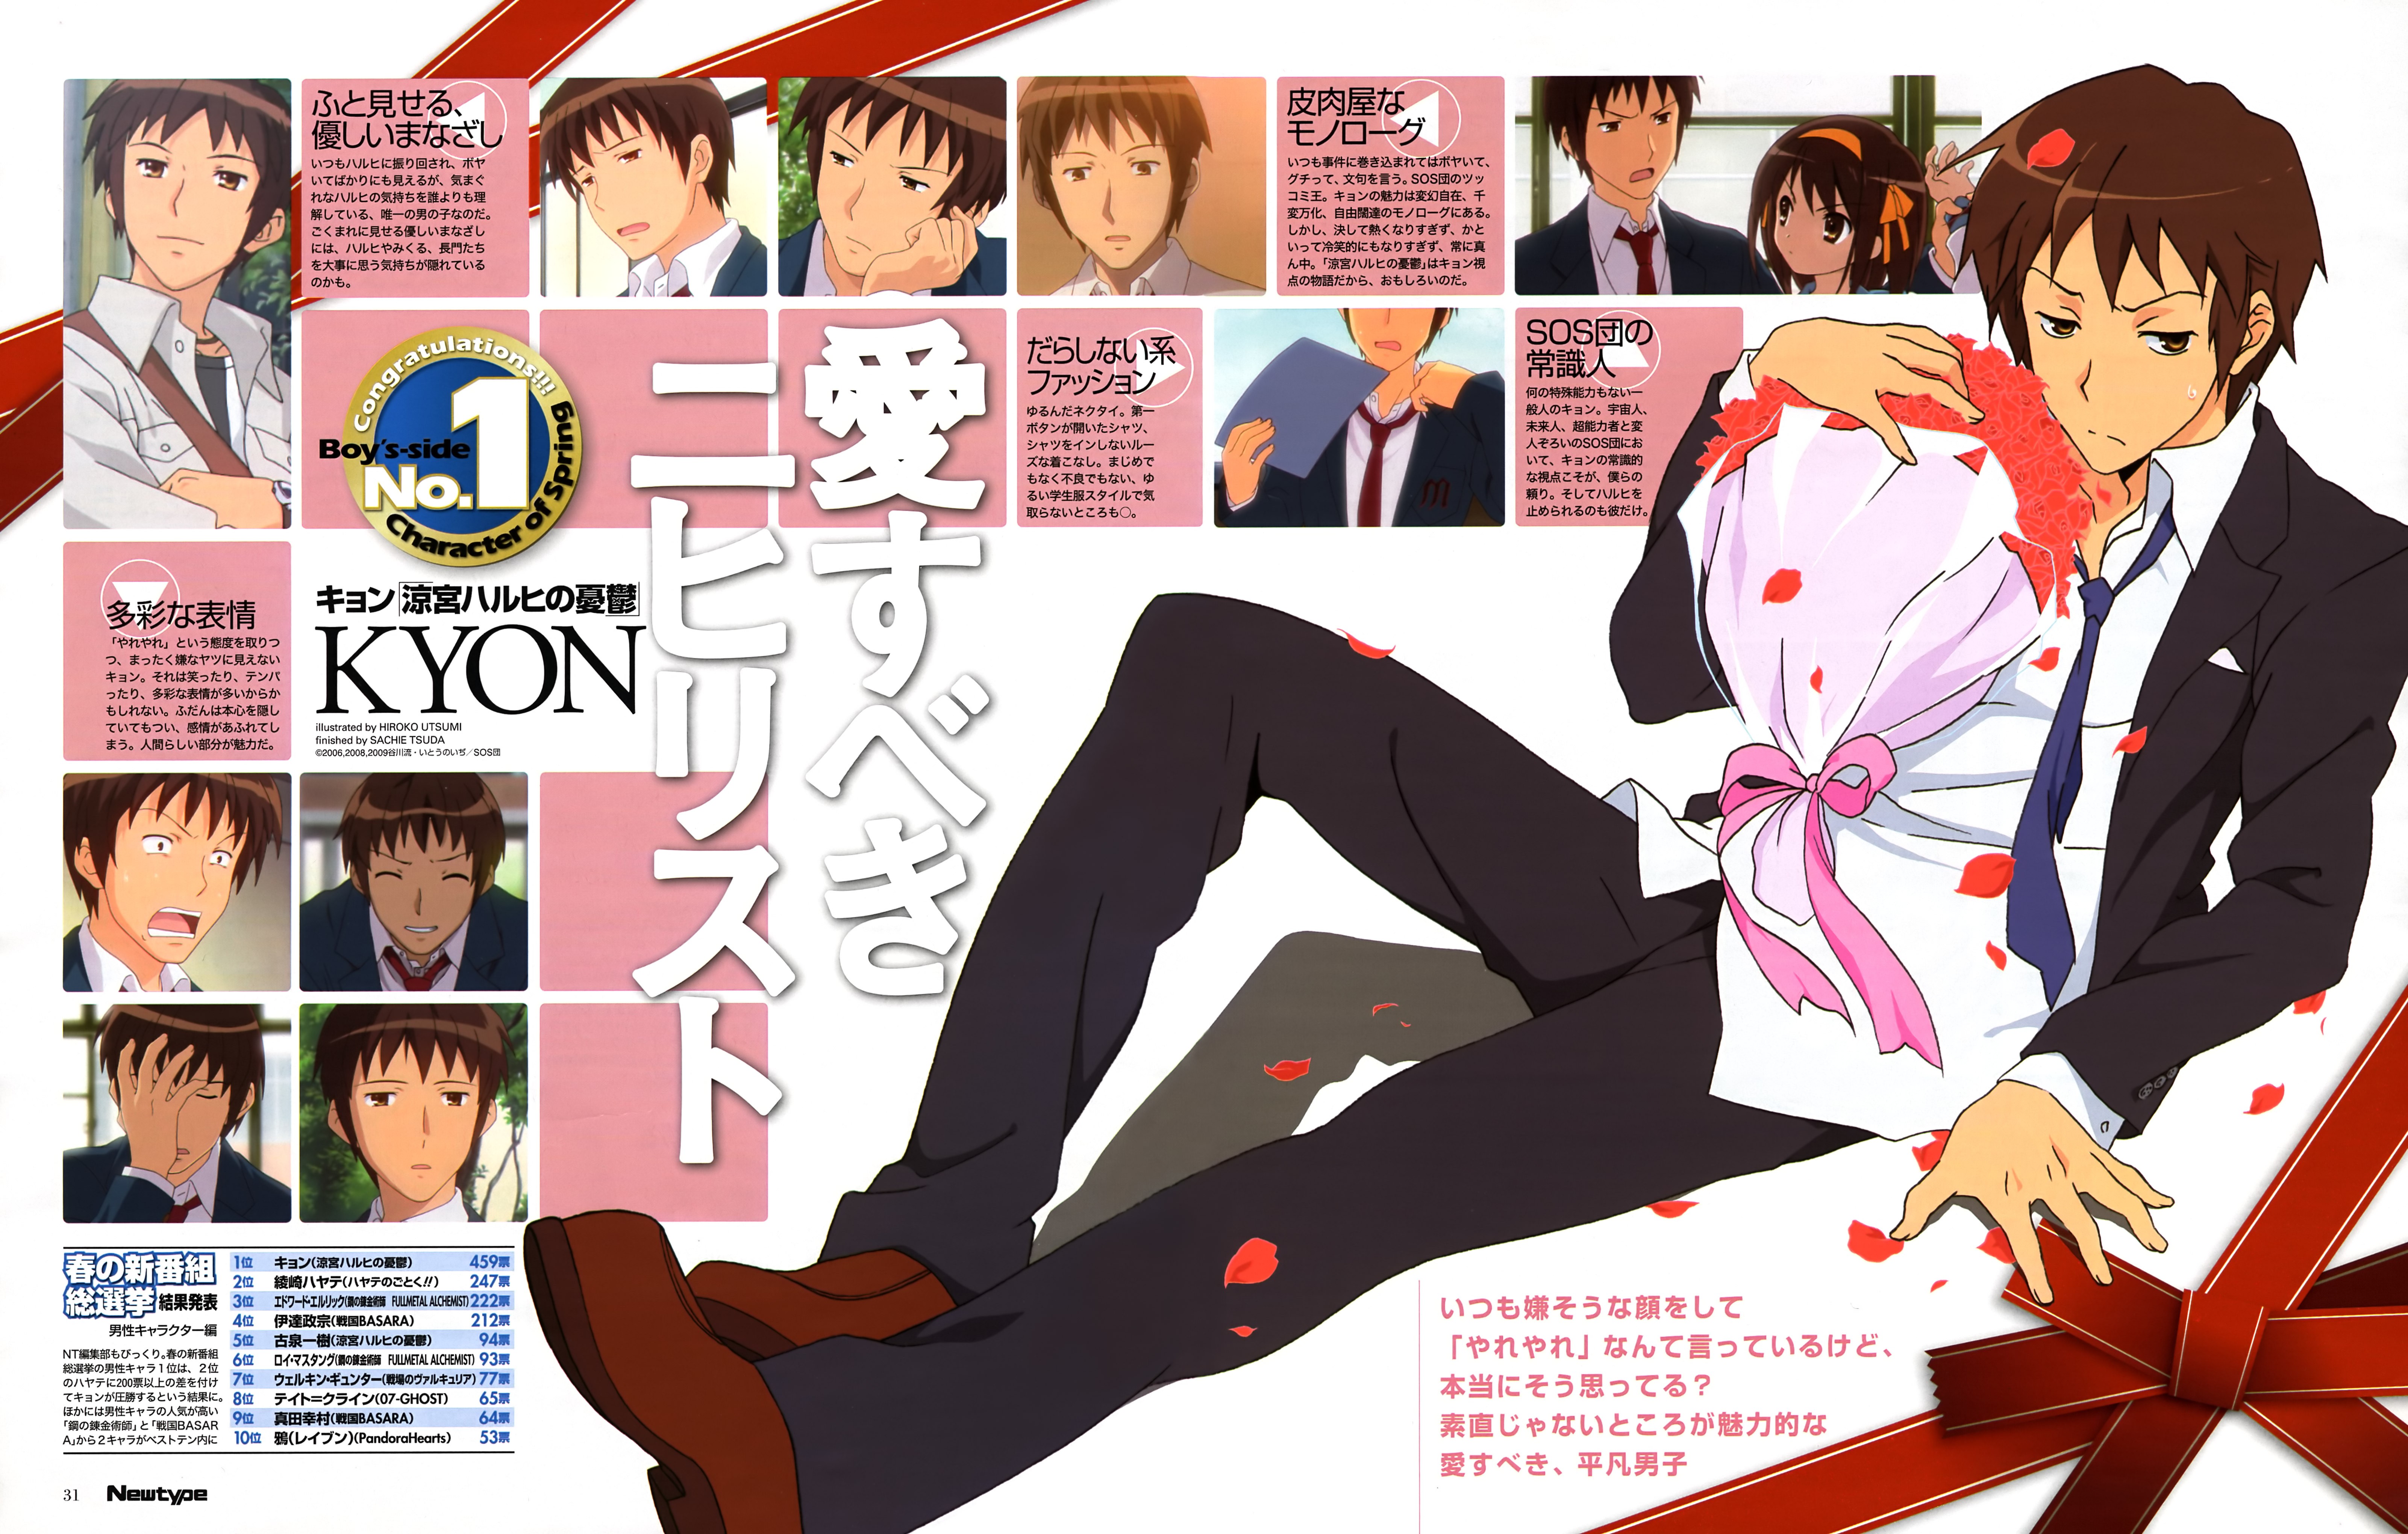 ふと見せる、
優しいまなざし
いつもハルヒに振り回され、ボヤ
いてばかりにも見えるが、気まぐ
れなハルヒの気持ちを誰よりも理
解している、唯一の男の子なのだ。
ごくまれに見せる優しいまなざし
には、ハルヒやみくる、長門たち
を大事に思う気持ちが隠れている
のかも。
皮肉屋な
モノローグ
いつも事件に巻き込まれてはボヤいて、
グチって、文句を言う。SOS団のツッ
コミ王。キョンの魅力は変幻自在、千
変万化、自由闊達のモノローグにある。
しかし、決して熱くなりすぎず、かと
いって冷笑的にもなりすぎず、常に真
ん中。「涼宮ハルヒの憂鬱」はキョン視
点の物語だから、おもしろいのだ。
だらしない系
ファッション
ゆるんだネクタイ。第一
ボタンが開いたシャツ、
シャツをインしないルー
ズな着こなし。まじめで
もなく不良でもない、ゆ
るい学生服スタイルで気
取らないところも○。
SOS団の
常識人
何の特殊能力もない一
般人のキョン。宇宙人、
未来人、超能力者と変
人ぞろいのSOS団にお
いて、キョンの常識的
な視点こそが、僕らの
頼り。そしてハルヒを
止められるのも彼だけ。
Congratulations!!!
Boy's-side
No.1
Character of Spring
愛すべき
ニヒリスト
キョン「涼宮ハルヒの憂鬱」
KYON
illustrated by HIROKO UTSUMI
finished by SACHIE TSUDA
©2006,2008,2009谷川流・いとうのいぢ／SOS団
多彩な表情
「やれやれ」という態度を取りつ
つ、まったく嫌なヤツに見えない
キョン。それは笑ったり、テンパ
ったり、多彩な表情が多いからか
もしれない。ふだんは本心を隠し
ていてもつい、感情があふれてし
まう。人間らしい部分が魅力だ。
春の新番組
総選挙 結果発表
男性キャラクター編
NT編集部もびっくり。春の新番組
総選挙の男性キャラ１位は、２位
のハヤテに200票以上の差を付け
てキョンが圧勝するという結果に。
ほかには男性キャラの人気が高い
「鋼の錬金術師」と「戦国BASAR
A」から２キャラがベストテン内に
1位 キョン(涼宮ハルヒの憂鬱) 459票
2位 綾崎ハヤテ(ハヤテのごとく!!) 247票
3位 エドワード・エルリック(鋼の錬金術師 FULLMETAL ALCHEMIST) 222票
4位 伊達政宗(戦国BASARA) 212票
5位 古泉一樹(涼宮ハルヒの憂鬱) 94票
6位 ロイ・マスタング(鋼の錬金術師 FULLMETAL ALCHEMIST) 93票
7位 ウェルキン・ギュンター(戦場のヴァルキュリア) 77票
8位 テイト＝クライン(07-GHOST) 65票
9位 真田幸村(戦国BASARA) 64票
10位 鴉(レイブン)(PandoraHearts) 53票
いつも嫌そうな顔をして
「やれやれ」なんて言っているけど、
本当にそう思ってる？
素直じゃないところが魅力的な
愛すべき、平凡男子
31 Newtype